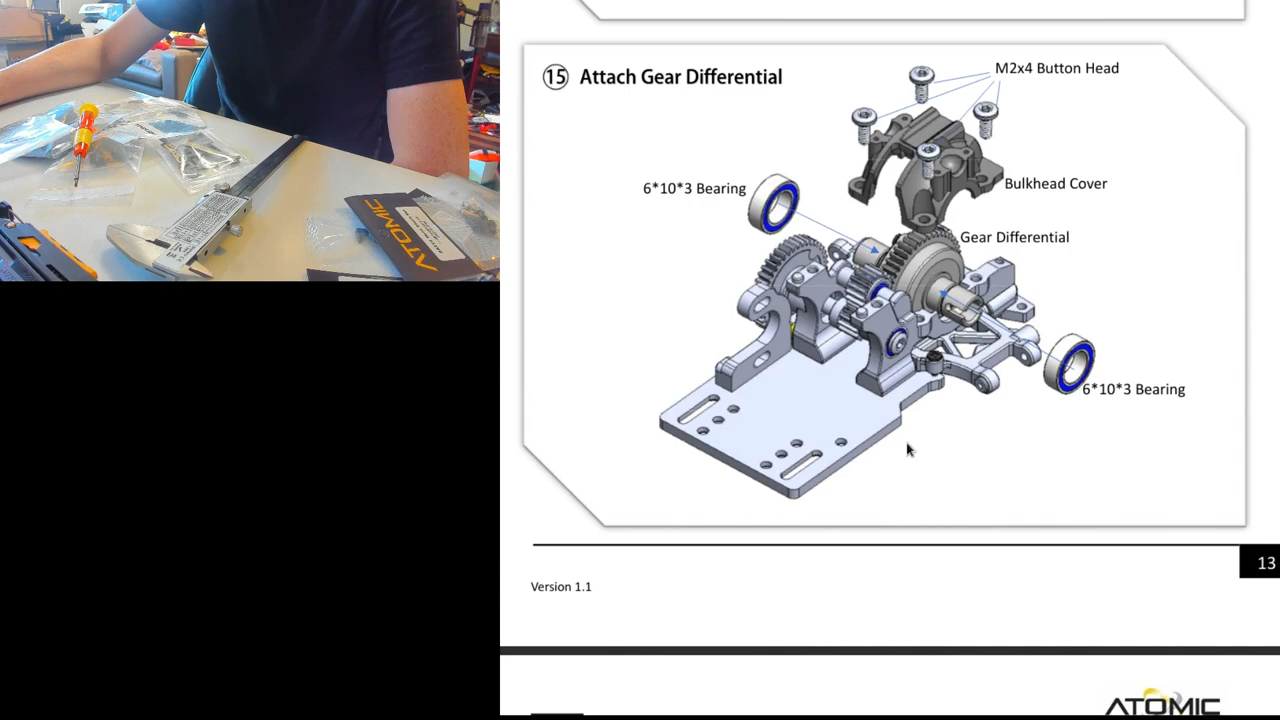 ATOMIC
15 Attach Gear Differential
M2x4 Button Head
6*10*3 Bearing
Bulkhead Cover
Gear Differential
6*10*3 Bearing
13
Version 1.1
ATOMIC